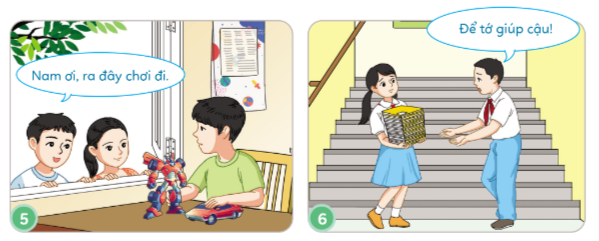 Nam ơi, ra đây chơi đi.
5
Để tớ giúp cậu!
6